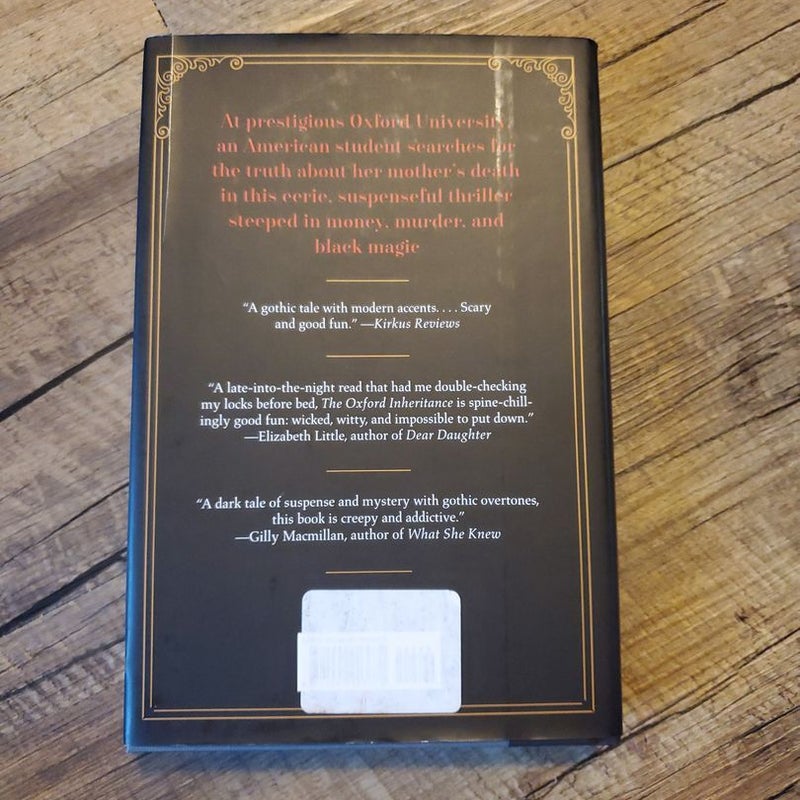 At prestigious Oxford University,
an American student searches for
the truth about her mother's death
in this eerie, suspenseful thriller
steeped in money, murder, and
black magic
“A gothic tale with modern accents. . . . Scary
and good fun.” —Kirkus Reviews
“A late-into-the-night read that had me double-checking
my locks before bed, The Oxford Inheritance is spine-chill-
ingly good fun: wicked, witty, and impossible to put down.”
—Elizabeth Little, author of Dear Daughter
“A dark tale of suspense and mystery with gothic overtones,
this book is creepy and addictive.”
—Gilly Macmillan, author of What She Knew